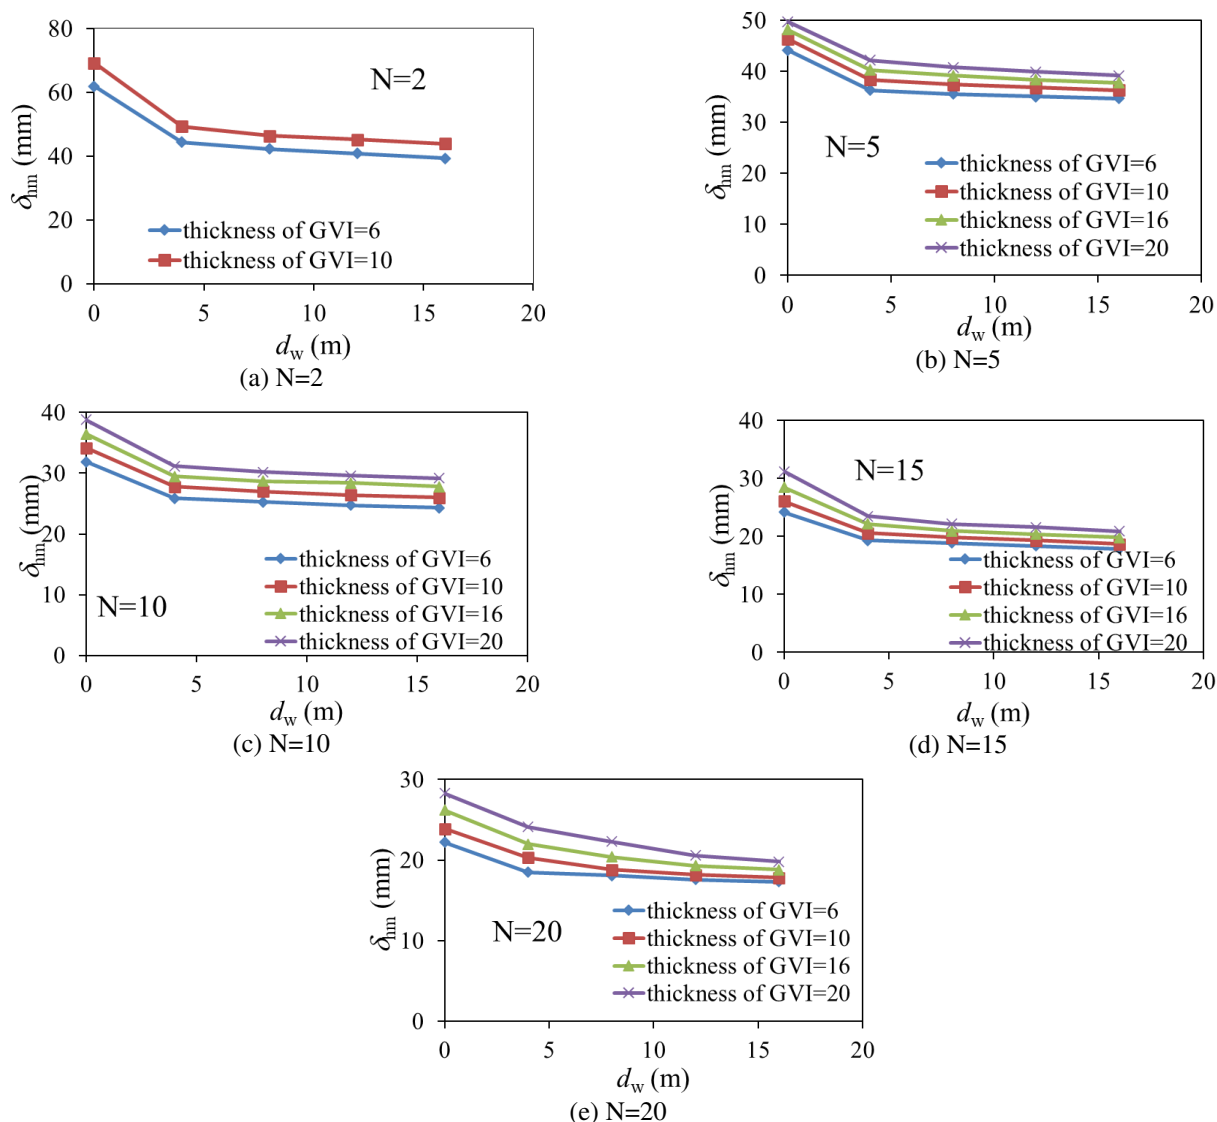 80
60
40
20
0
δhm (mm)
N=2
thickness of GVI=6
thickness of GVI=10
0 5 10 15 20
dw (m)
(a) N=2
50
40
30
20
10
0
δhm (mm)
N=5
thickness of GVI=6
thickness of GVI=10
thickness of GVI=16
thickness of GVI=20
0 5 10 15 20
dw (m)
(b) N=5
40
30
20
10
0
δhm (mm)
N=10
thickness of GVI=6
thickness of GVI=10
thickness of GVI=16
thickness of GVI=20
0 5 10 15 20
dw (m)
(c) N=10
40
30
20
10
0
δhm (mm)
N=15
thickness of GVI=6
thickness of GVI=10
thickness of GVI=16
thickness of GVI=20
0 5 10 15 20
dw (m)
(d) N=15
30
20
10
0
δhm (mm)
N=20
thickness of GVI=6
thickness of GVI=10
thickness of GVI=16
thickness of GVI=20
0 5 10 15 20
dw (m)
(e) N=20